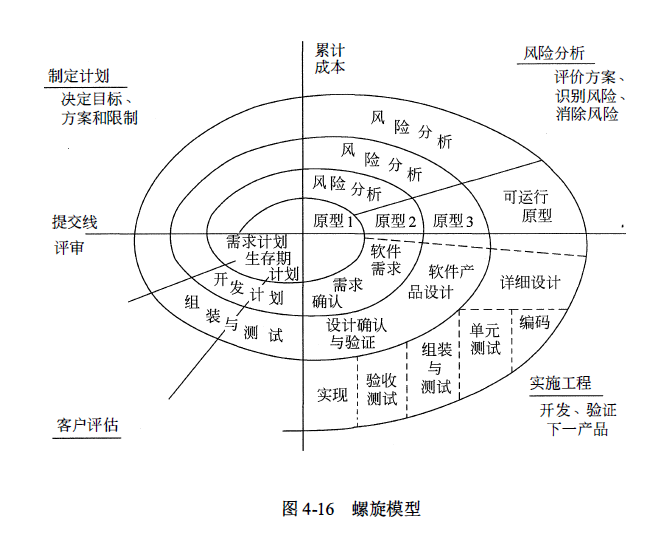 累计
成本
制定计划
决定目标、
方案和限制
风险分析
评价方案、
识别风险、
消除风险
风险分析
风险分析
风险分析
提交线
评审
原型1
原型2
原型3
可运行
原型
需求计划
生存期
计划
开发计划
组装与测试
软件
需求
需求
确认
软件产
品设计
详细设计
设计确认
与验证
实现
验收
测试
组装
与
测试
单元
测试
编码
客户评估
实施工程
开发、验证
下一产品
图 4-16 螺旋模型